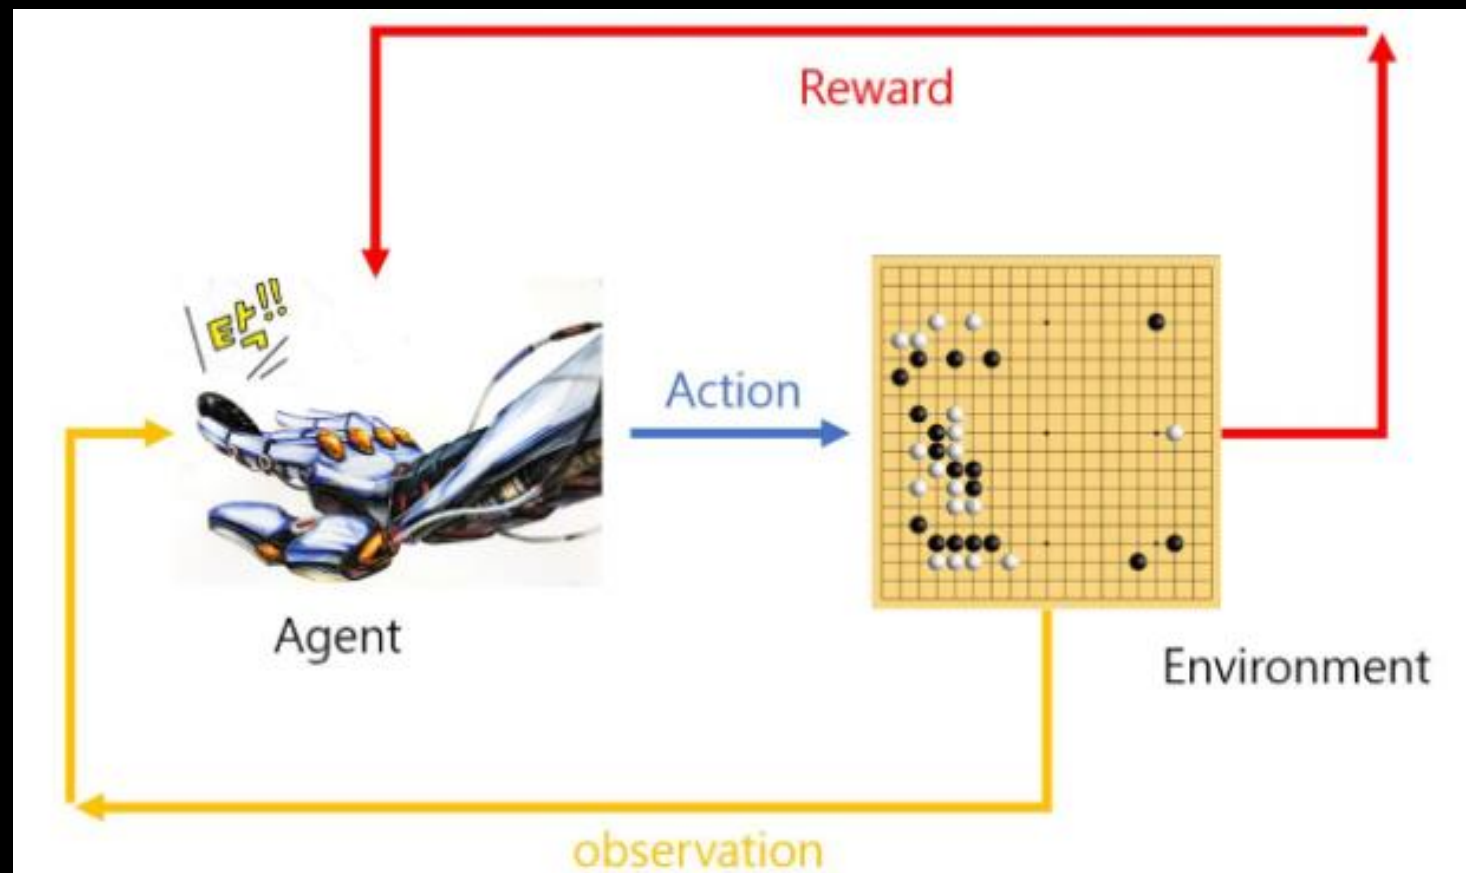 Reward
탁!!
Action
Agent
Environment
observation